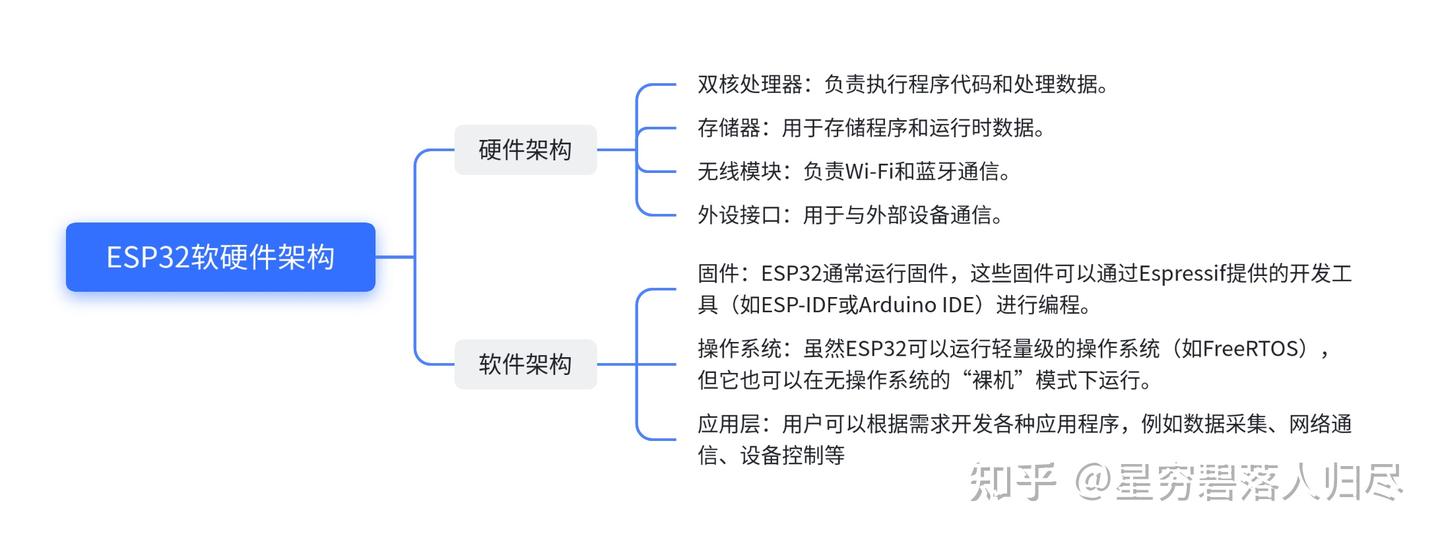 ESP32软硬件架构
硬件架构
双核处理器：负责执行程序代码和处理数据。
存储器：用于存储程序和运行时数据。
无线模块：负责Wi-Fi和蓝牙通信。
外设接口：用于与外部设备通信。
软件架构
固件：ESP32通常运行固件，这些固件可以通过Espressif提供的开发工
具（如ESP-IDF或Arduino IDE）进行编程。
操作系统：虽然ESP32可以运行轻量级的操作系统（如FreeRTOS），
但它也可以在无操作系统的“裸机”模式下运行。
应用层：用户可以根据需求开发各种应用程序，例如数据采集、网络通
信、设备控制等
知乎 @星穷碧落人归尽